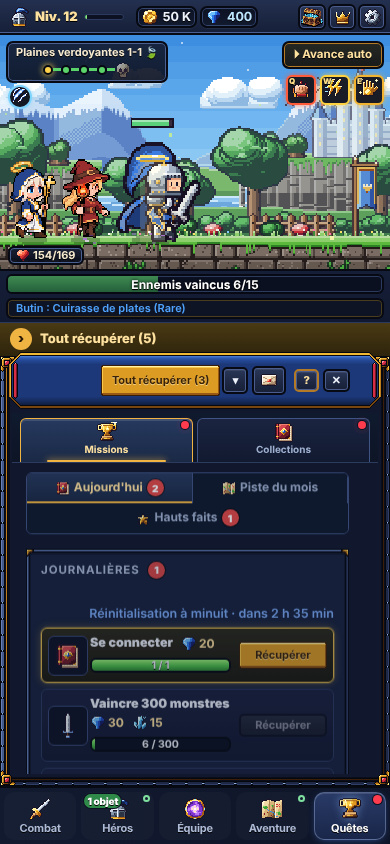 Niv. 12
50 K
400
Plaines verdoyantes 1-1
Avance auto
Q
W
E
154/169
Ennemis vaincus 6/15
Butin : Cuirasse de plates (Rare)
Tout récupérer (5)
Tout récupérer (3)
?
Missions
Collections
Aujourd'hui 2
Piste du mois
Hauts faits 1
JOURNALIÈRES 1
Réinitialisation à minuit · dans 2 h 35 min
Se connecter 20
1 / 1
Récupérer
Vaincre 300 monstres
30 15
6 / 300
Récupérer
1 objet
Combat
Héros
Équipe
Aventure
Quêtes